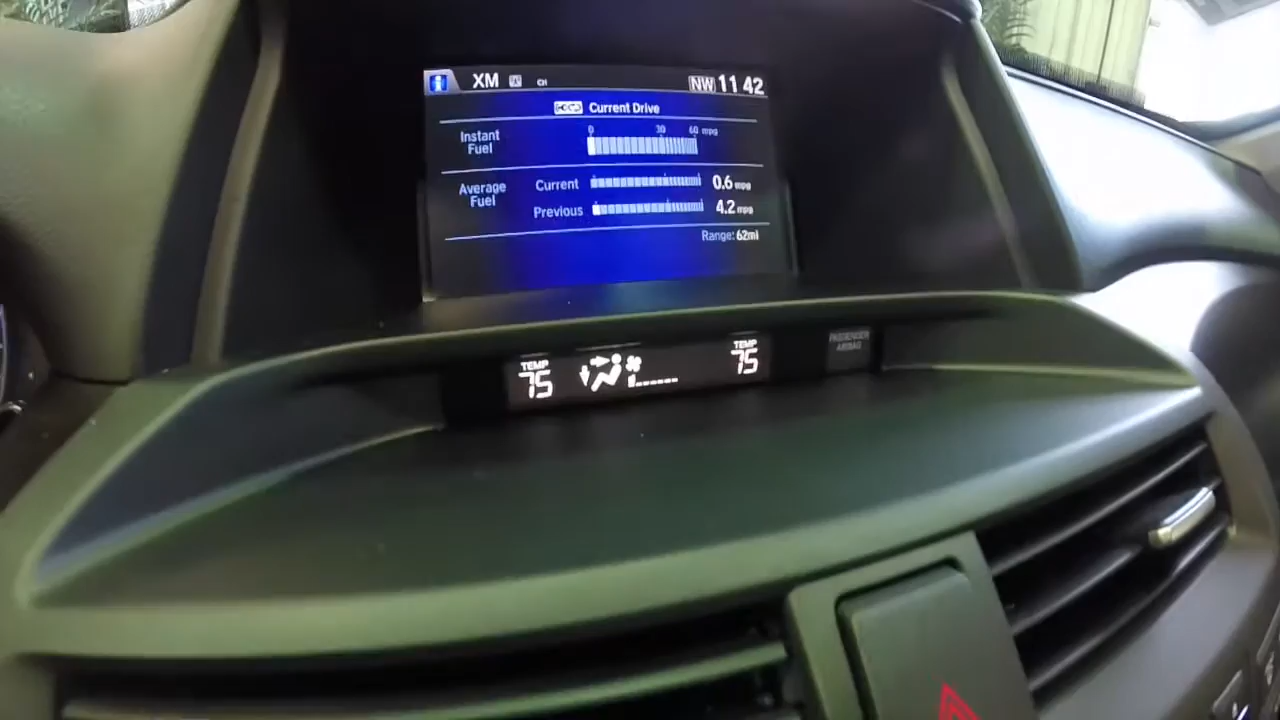 XM CH NW 11 42
Current Drive
0 30 60 mpg
Instant
Fuel
Average
Fuel
Current 0.6 mpg
Previous 4.2 mpg
Range: 62mi
TEMP
75
TEMP
75
PASSENGER
AIRBAG